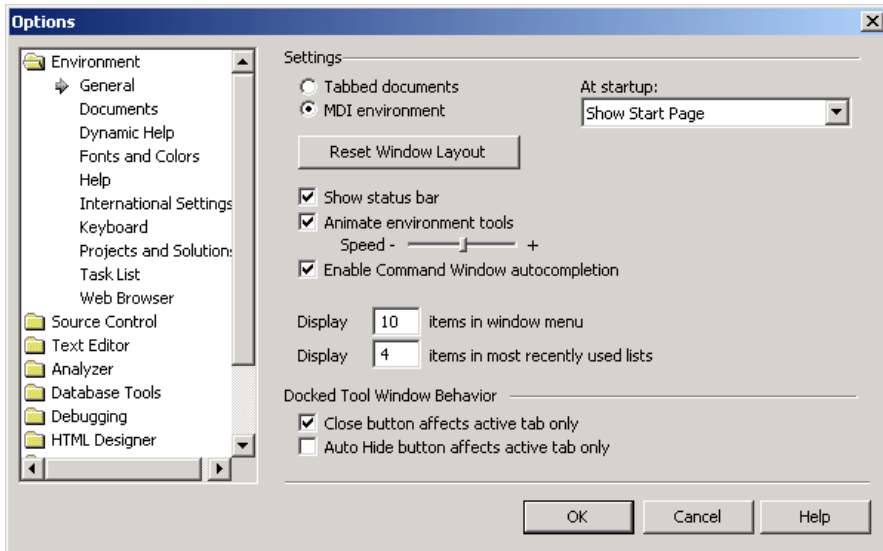 Options
Environment
General
Documents
Dynamic Help
Fonts and Colors
Help
International Settings
Keyboard
Projects and Solution
Task List
Web Browser
Source Control
Text Editor
Analyzer
Database Tools
Debugging
HTML Designer
Settings
Tabbed documents
MDI environment
At startup:
Show Start Page
Reset Window Layout
Show status bar
Animate environment tools
Speed - +
Enable Command Window autocompletion
Display 10 items in window menu
Display 4 items in most recently used lists
Docked Tool Window Behavior
Close button affects active tab only
Auto Hide button affects active tab only
OK Cancel Help